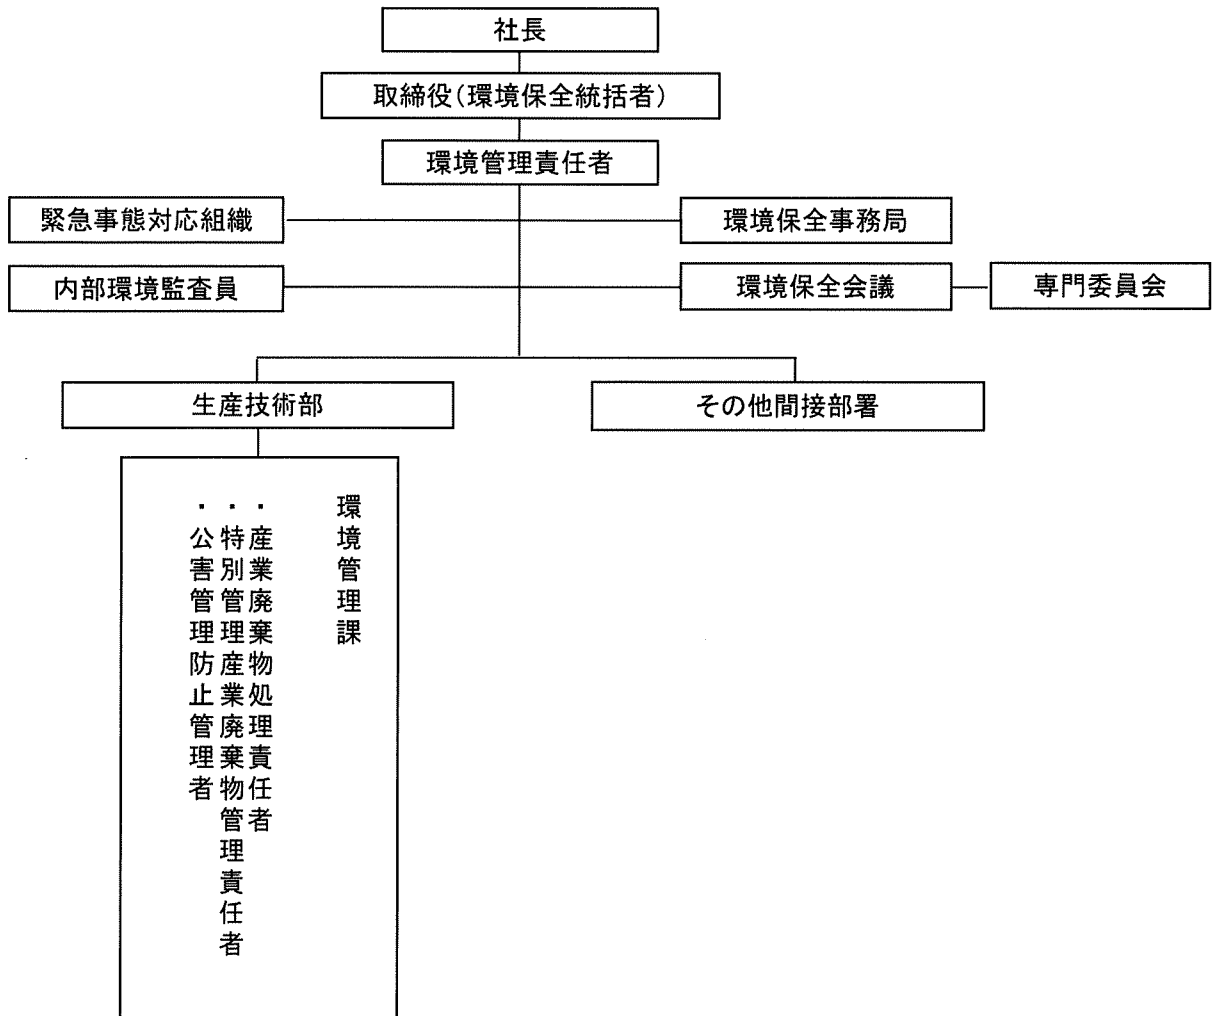 社長
取締役（環境保全統括者）
環境管理責任者
緊急事態対応組織
環境保全事務局
内部環境監査員
環境保全会議
専門委員会
生産技術部
その他間接部署
環境管理課
・産業廃棄物処理責任者
・特別管理産業廃棄物管理責任者
・公害管理防止管理者